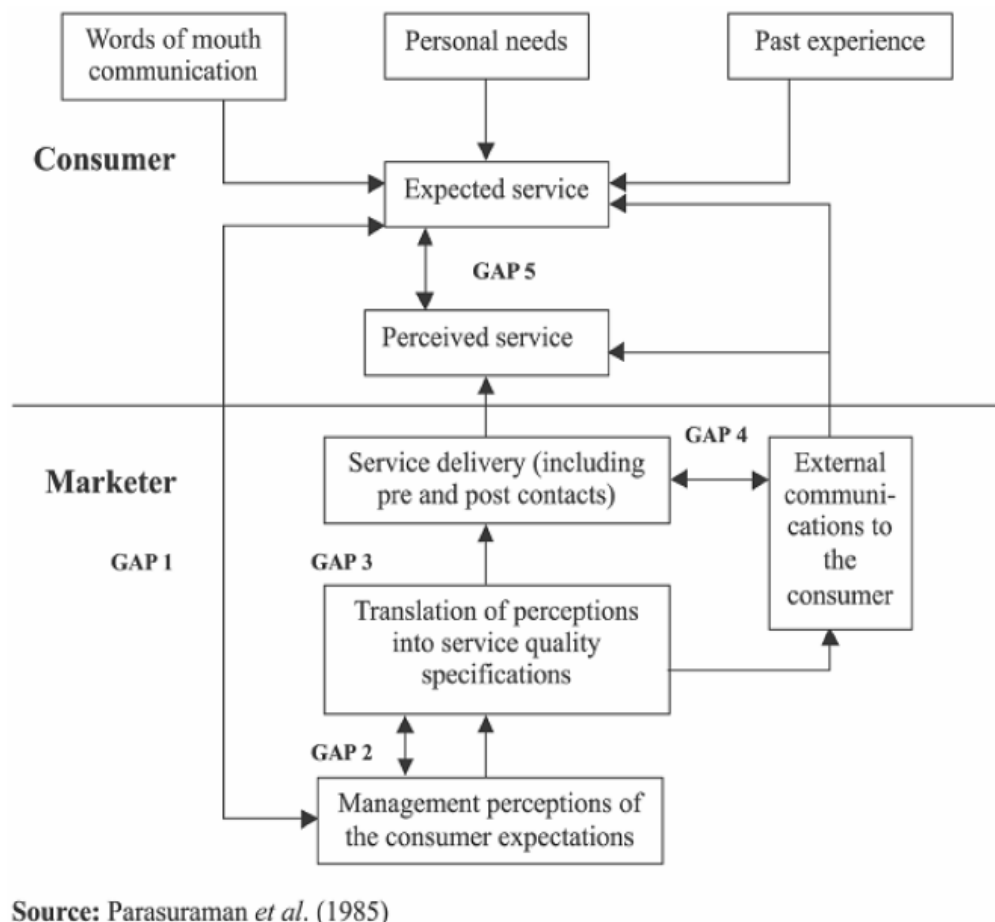 Words of mouth
communication
Personal needs
Past experience
Consumer
Expected service
GAP 5
Perceived service
GAP 4
Marketer
Service delivery (including
pre and post contacts)
External
communi-
cations to
the
consumer
GAP 1
GAP 3
Translation of perceptions
into service quality
specifications
GAP 2
Management perceptions of
the consumer expectations
Source: Parasuraman et al. (1985)